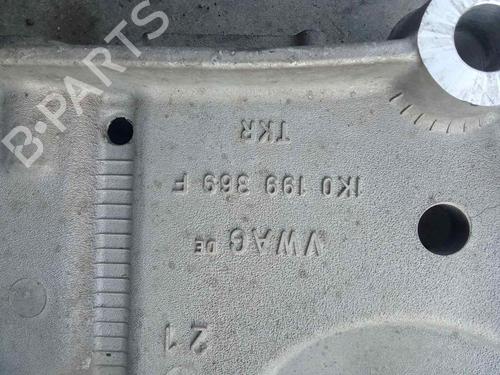 B-PARTS
TKR
1K0 199 369 F
VWAG DE
21